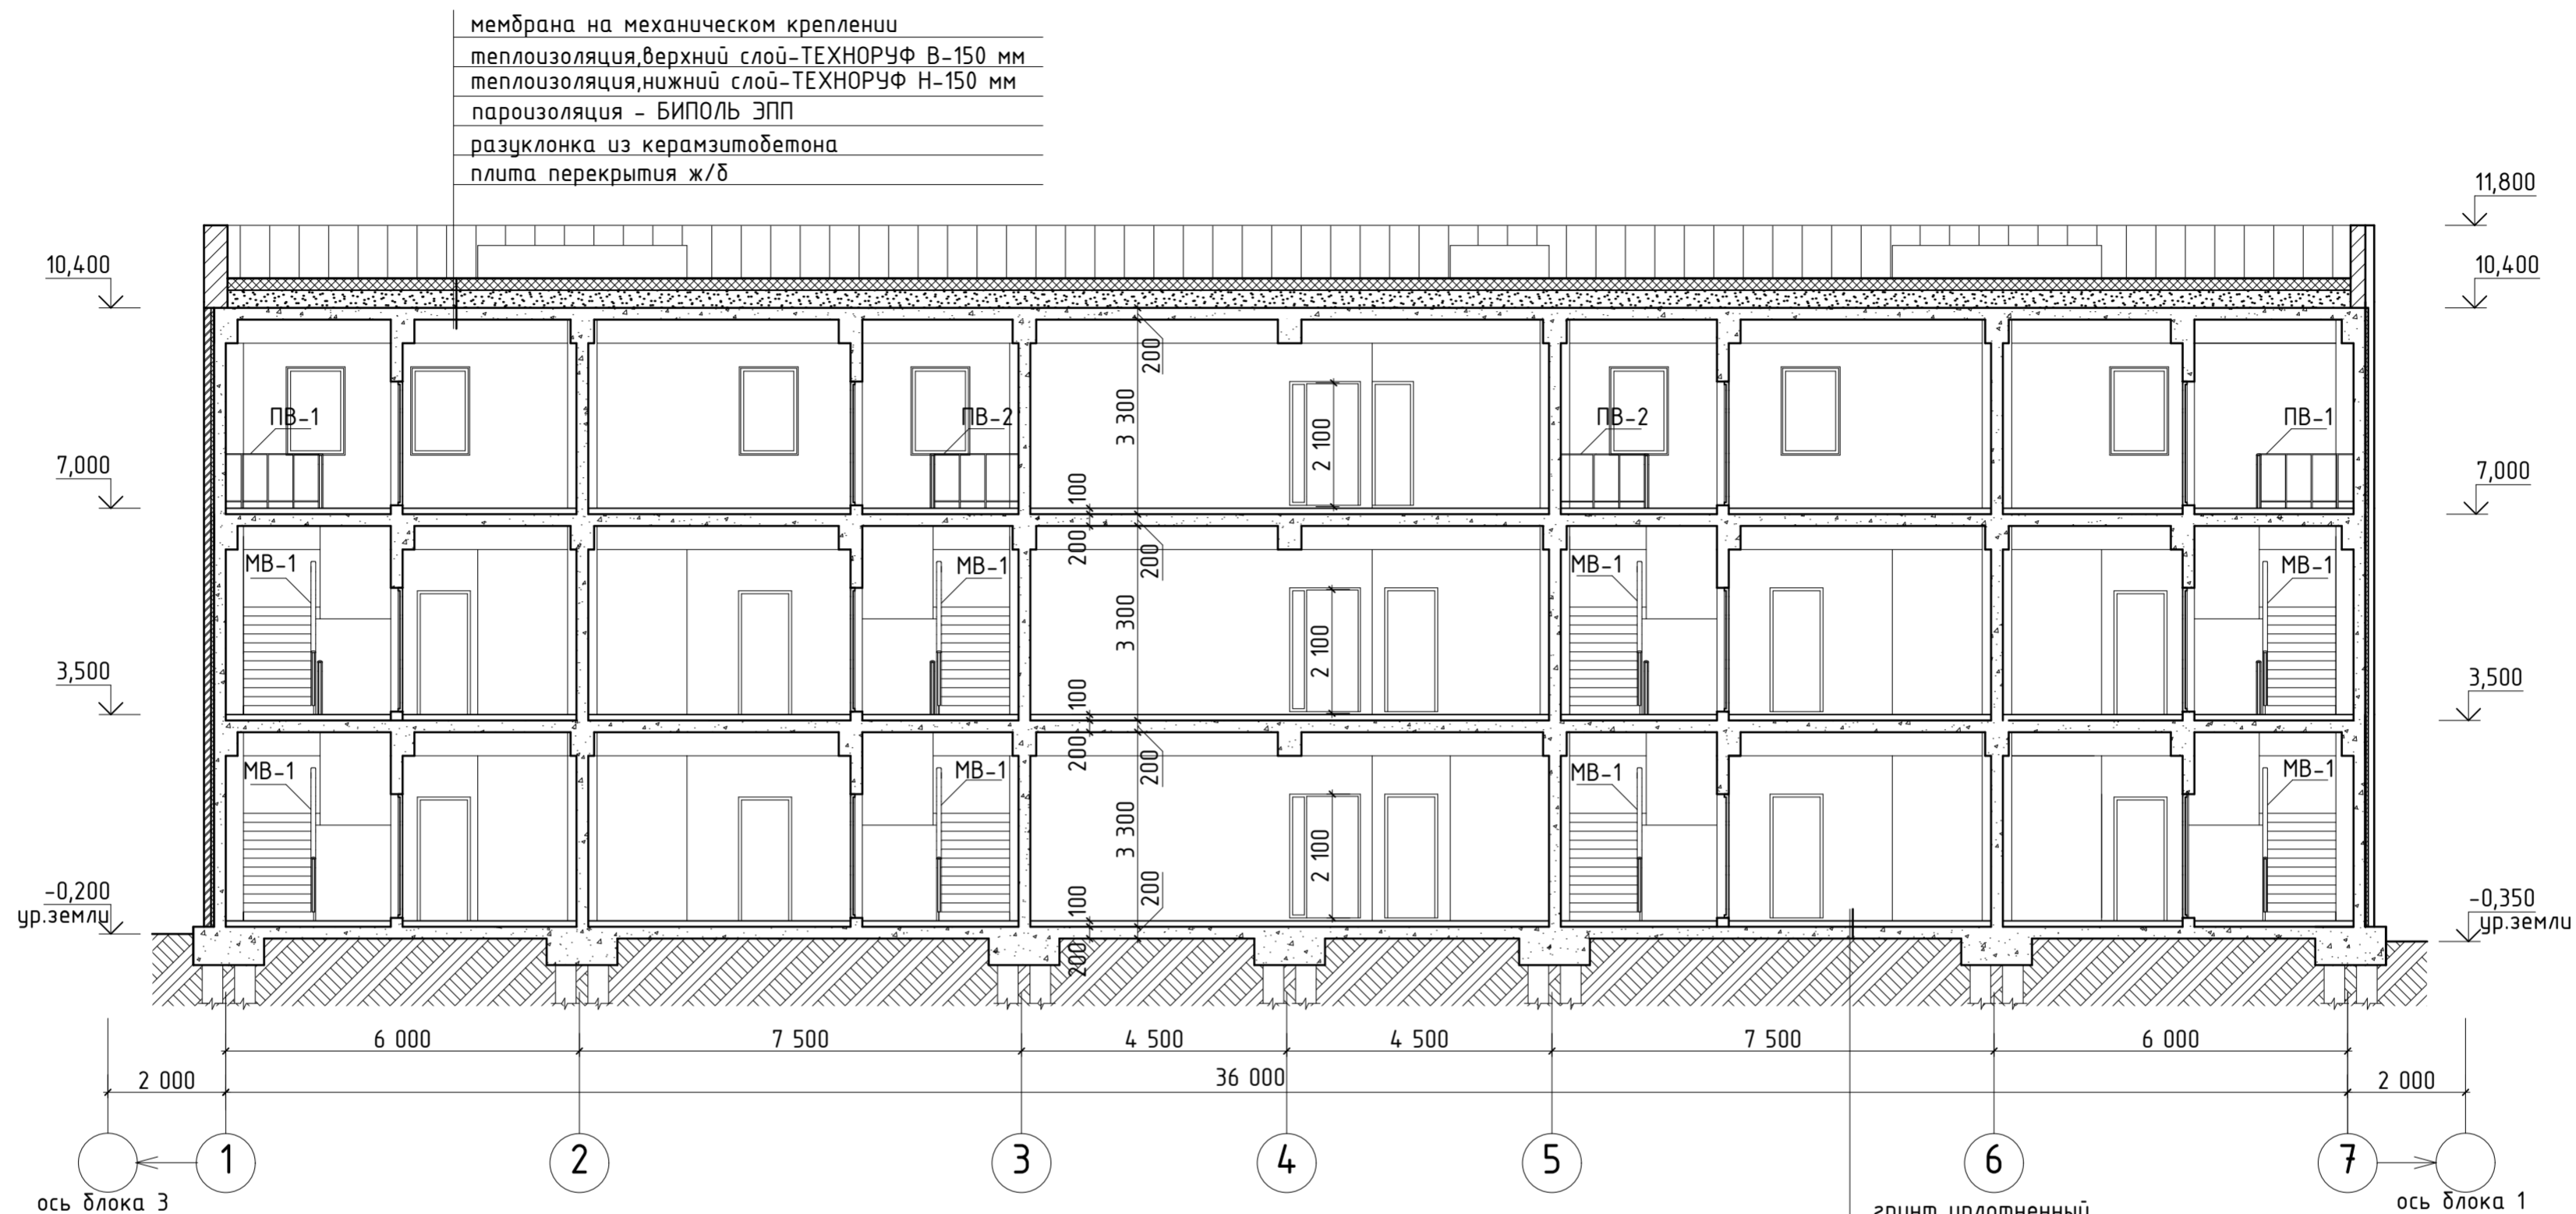 мембрана на механическом креплении
теплоизоляция,верхний слой-ТЕХНОРУФ В-150 мм
теплоизоляция,нижний слой-ТЕХНОРУФ Н-150 мм
пароизоляция - БИПОЛЬ ЭПП
разуклонка из керамзитобетона
плита перекрытия ж/б
11,800
10,400
10,400
200
3 300
2 100
ПВ-1
ПВ-2
ПВ-2
ПВ-1
7,000
7,000
100
200
200
МВ-1
МВ-1
МВ-1
МВ-1
3 300
2 100
3,500
3,500
100
200
200
МВ-1
МВ-1
МВ-1
МВ-1
3 300
2 100
-0,200
ур.земли
100
200
-0,350
ур.земли
200
6 000
7 500
4 500
4 500
7 500
6 000
2 000
36 000
2 000
1
2
3
4
5
6
7
ось блока 3
ось блока 1
грунт уплотненный